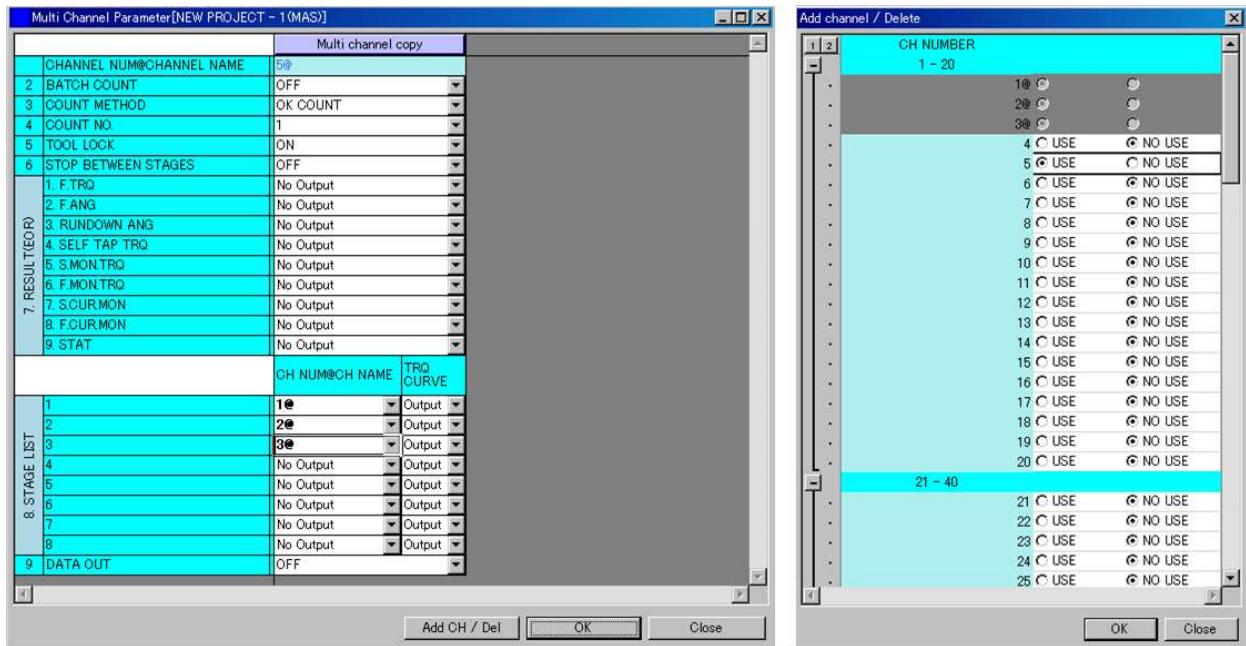 Multi Channel Parameter[NEW PROJECT - 1(MAS)]
Multi channel copy
CHANNEL NUM@CHANNEL NAME 5@
2 BATCH COUNT OFF
3 COUNT METHOD OK COUNT
4 COUNT NO. 1
5 TOOL LOCK ON
6 STOP BETWEEN STAGES OFF
7. RESULT(EOR)
1. F.TRQ No Output
2. F.ANG No Output
3. RUNDOWN ANG No Output
4. SELF TAP TRQ No Output
5. S.MON.TRQ No Output
6. F.MON.TRQ No Output
7. S.CUR.MON No Output
8. F.CUR.MON No Output
9. STAT No Output
CH NUM@CH NAME TRQ CURVE
8. STAGE LIST
1 1@ Output
2 2@ Output
3 3@ Output
4 No Output Output
5 No Output Output
6 No Output Output
7 No Output Output
8 No Output Output
9 DATA OUT OFF
Add CH / Del OK Close
Add channel / Delete
1 2 CH NUMBER
1 - 20
1@
2@
3@
4 USE NO USE
5 USE NO USE
6 USE NO USE
7 USE NO USE
8 USE NO USE
9 USE NO USE
10 USE NO USE
11 USE NO USE
12 USE NO USE
13 USE NO USE
14 USE NO USE
15 USE NO USE
16 USE NO USE
17 USE NO USE
18 USE NO USE
19 USE NO USE
20 USE NO USE
21 - 40
21 USE NO USE
22 USE NO USE
23 USE NO USE
24 USE NO USE
25 USE NO USE
OK Close